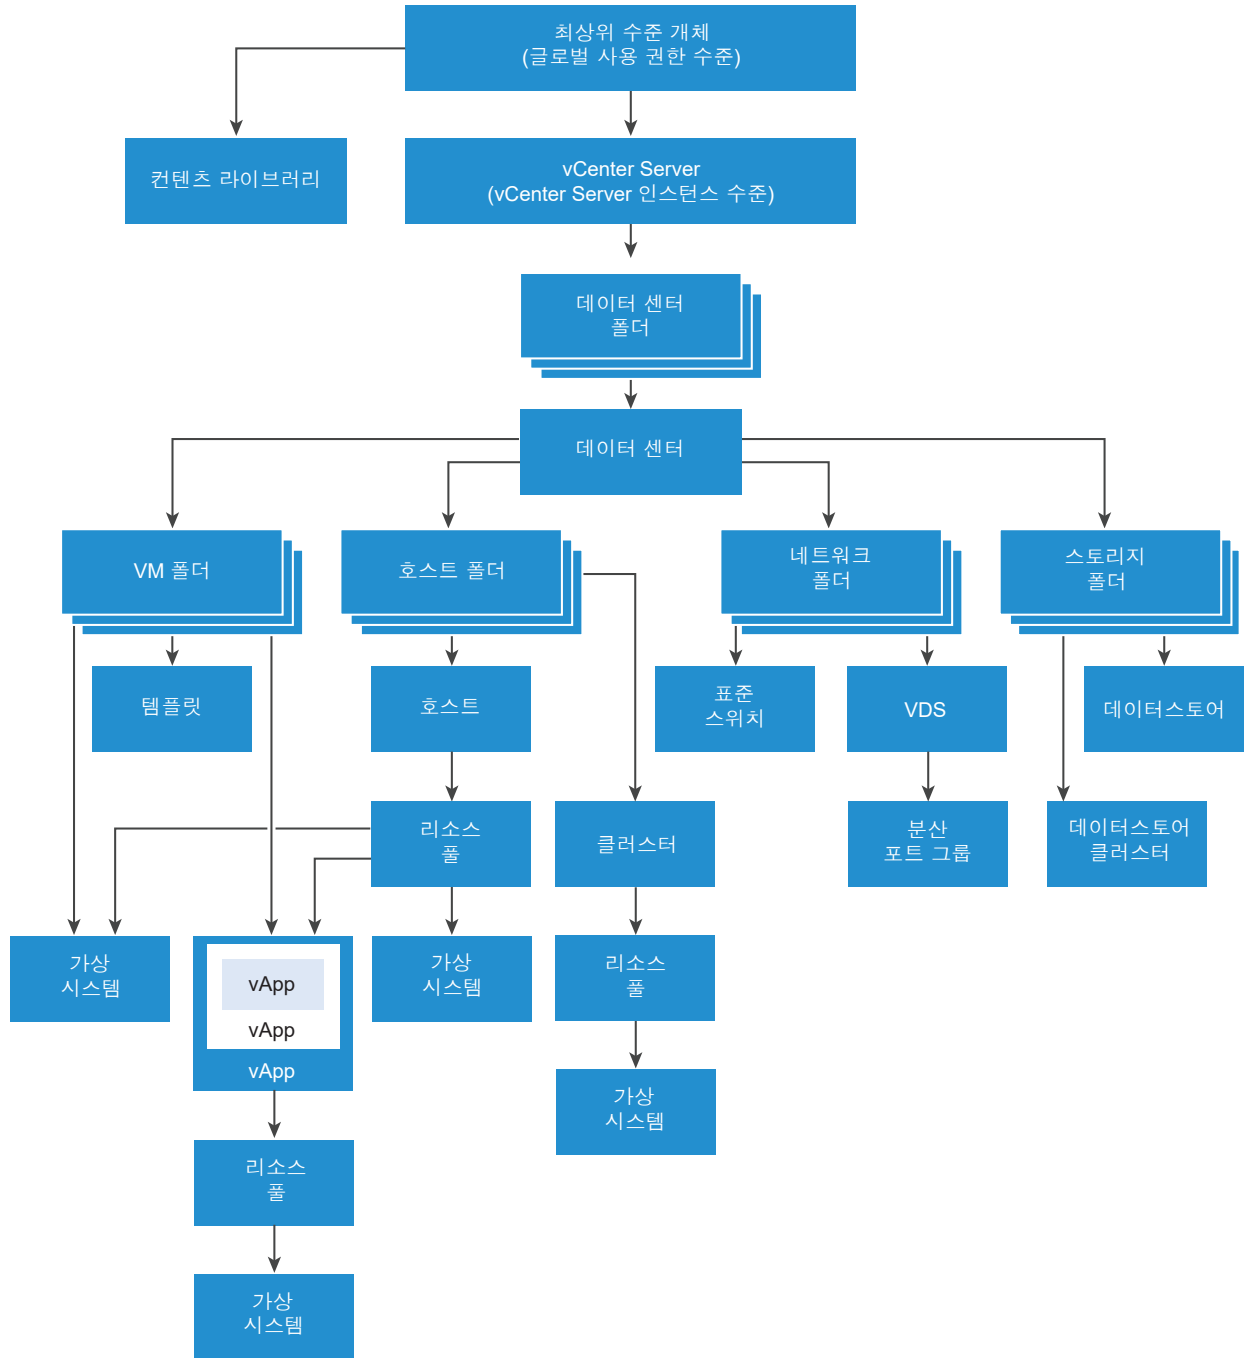 최상위 수준 개체
(글로벌 사용 권한 수준)
컨텐츠 라이브러리
vCenter Server
(vCenter Server 인스턴스 수준)
데이터 센터
폴더
데이터 센터
VM 폴더
호스트 폴더
네트워크
폴더
스토리지
폴더
템플릿
호스트
표준
스위치
VDS
데이터스토어
리소스
풀
클러스터
분산
포트 그룹
데이터스토어
클러스터
가상
시스템
vApp
vApp
vApp
가상
시스템
리소스
풀
가상
시스템
리소스
풀
가상
시스템